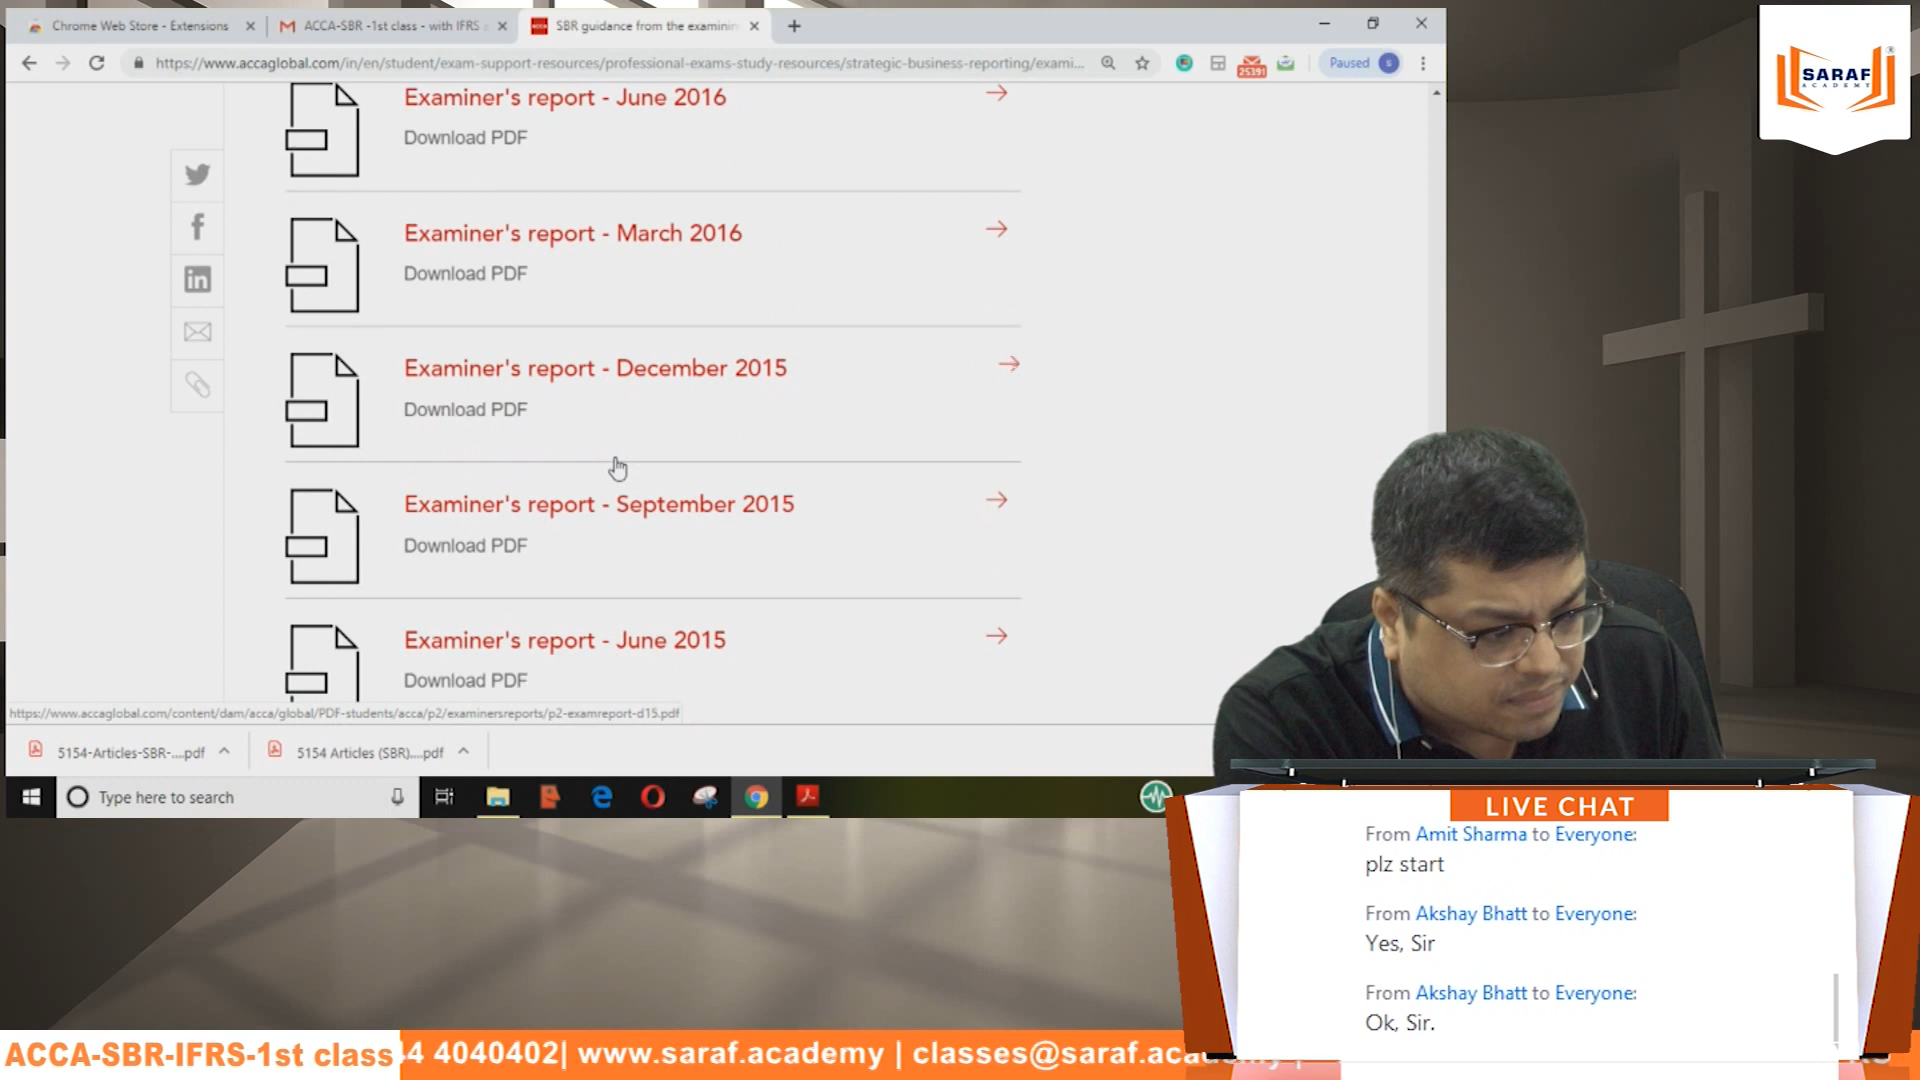 Chrome Web Store - Extensions
ACCA-SBR -1st class - with IFRS
SBR guidance from the examinin
https://www.accaglobal.com/in/en/student/exam-support-resources/professional-exams-study-resources/strategic-business-reporting/exami...
25391
Paused
s
SARAF
ACADEMY
Examiner's report - June 2016
Download PDF
Examiner's report - March 2016
Download PDF
Examiner's report - December 2015
Download PDF
Examiner's report - September 2015
Download PDF
Examiner's report - June 2015
Download PDF
https://www.accaglobal.com/content/dam/acca/global/PDF-students/acca/p2/examinersreports/p2-examreport-d15.pdf
5154-Articles-SBR-....pdf
5154 Articles (SBR)....pdf
Type here to search
LIVE CHAT
From Amit Sharma to Everyone:
plz start
From Akshay Bhatt to Everyone:
Yes, Sir
From Akshay Bhatt to Everyone:
Ok, Sir.
ACCA-SBR-IFRS-1st class
44 4040402| www.saraf.academy | classes@saraf.aca